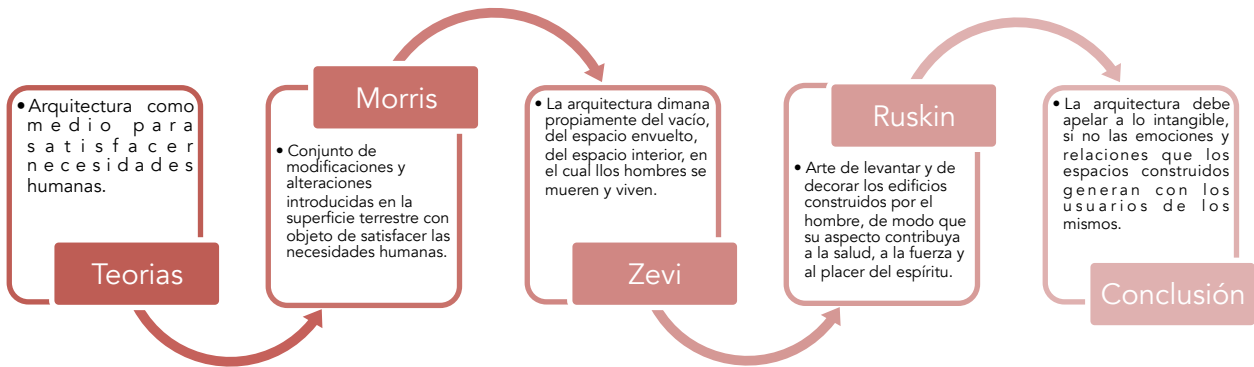 • Arquitectura como
medio para
satisfacer
necesidades
humanas.
Teorias
Morris
• Conjunto de
modificaciones y
alteraciones
introducidas en la
superficie terrestre con
objeto de satisfacer las
necesidades humanas.
• La arquitectura dimana
propiamente del vacío,
del espacio envuelto,
del espacio interior, en
el cual llos hombres se
mueren y viven.
Zevi
Ruskin
• Arte de levantar y de
decorar los edificios
construidos por el
hombre, de modo que
su aspecto contribuya
a la salud, a la fuerza y
al placer del espíritu.
• La arquitectura debe
apelar a lo intangible,
si no las emociones y
relaciones que los
espacios construidos
generan con los
usuarios de los
mismos.
Conclusión